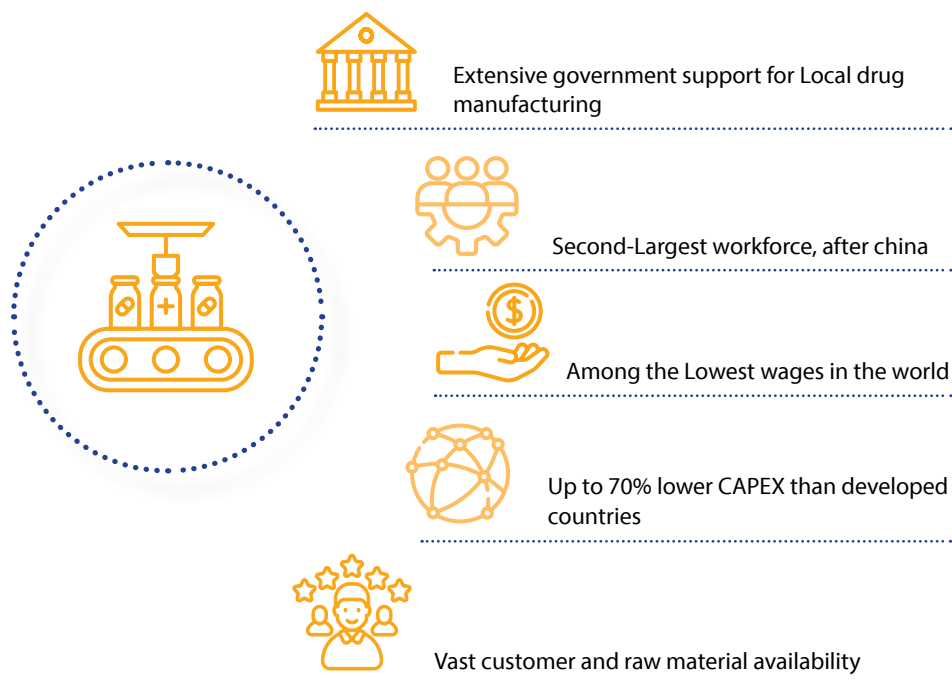 Extensive government support for Local drug
manufacturing
Second-Largest workforce, after china
Among the Lowest wages in the world
Up to 70% lower CAPEX than developed
countries
Vast customer and raw material availability